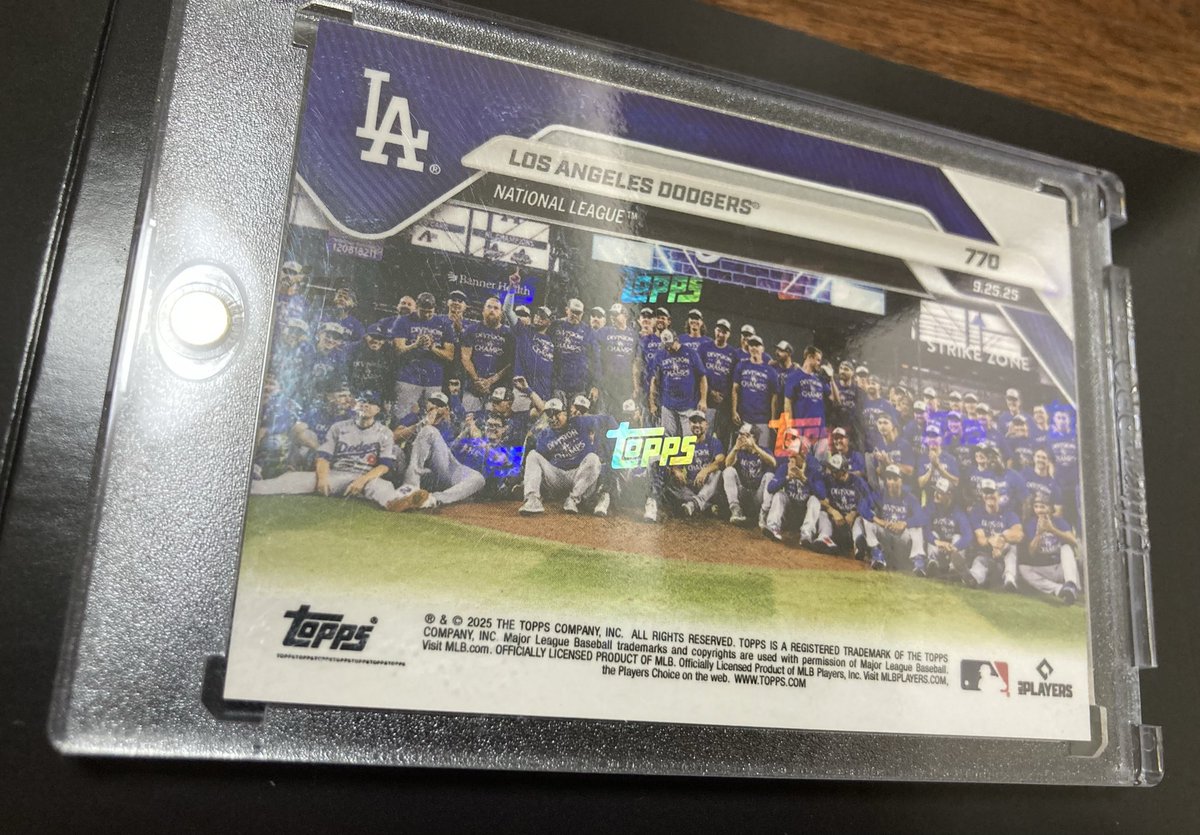 LA®
LOS ANGELES DODGERS®
NATIONAL LEAGUE™
770
9.25.25
Banner Health
TOPPS
STRIKE ZONE
DIVISION
CHAMPS
TOPPS
TOPPS®
® & © 2025 THE TOPPS COMPANY, INC. ALL RIGHTS RESERVED. TOPPS IS A REGISTERED TRADEMARK OF THE TOPPS
COMPANY, INC. Major League Baseball trademarks and copyrights are used with permission of Major League Baseball.
Visit MLB.com. OFFICIALLY LICENSED PRODUCT OF MLB. Officially Licensed Product of MLB Players, Inc. Visit MLBPLAYERS.COM,
the Players Choice on the web. WWW.TOPPS.COM
PLAYERS